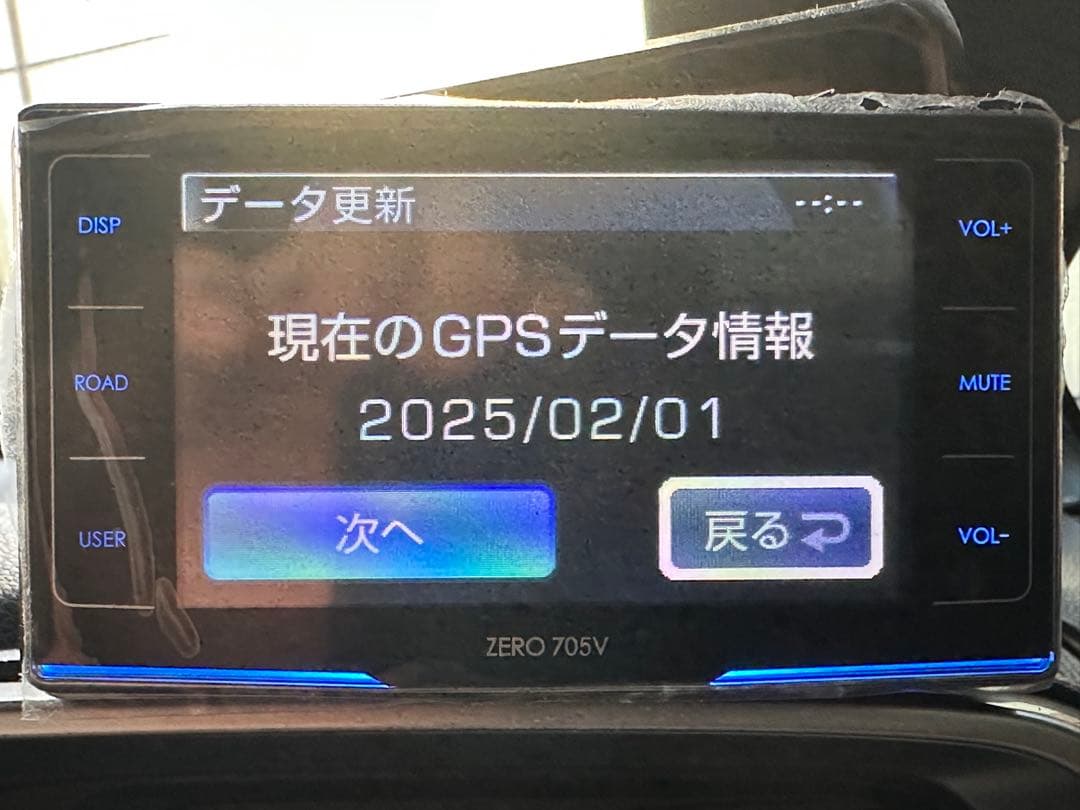 データ更新 --:--
DISP
VOL+
現在のGPSデータ情報
ROAD
MUTE
2025/02/01
次へ
戻る
USER
VOL-
ZERO 705V